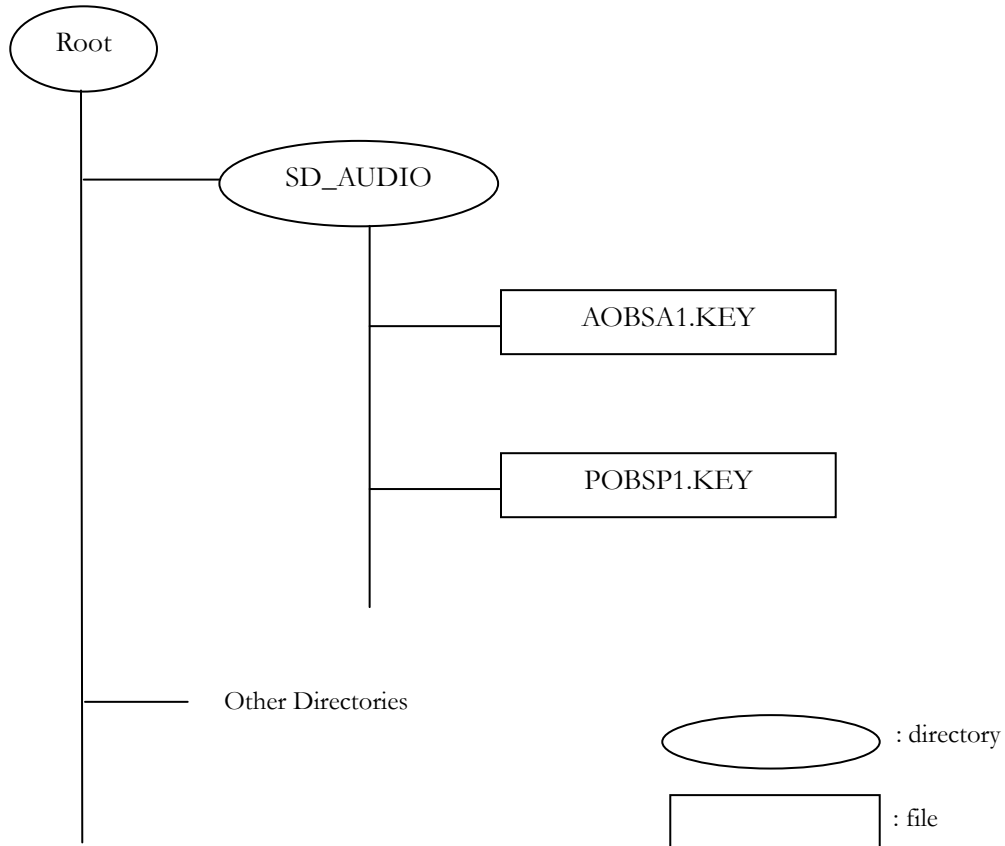 Root
SD_AUDIO
AOBSA1.KEY
POBSP1.KEY
Other Directories
: directory
: file